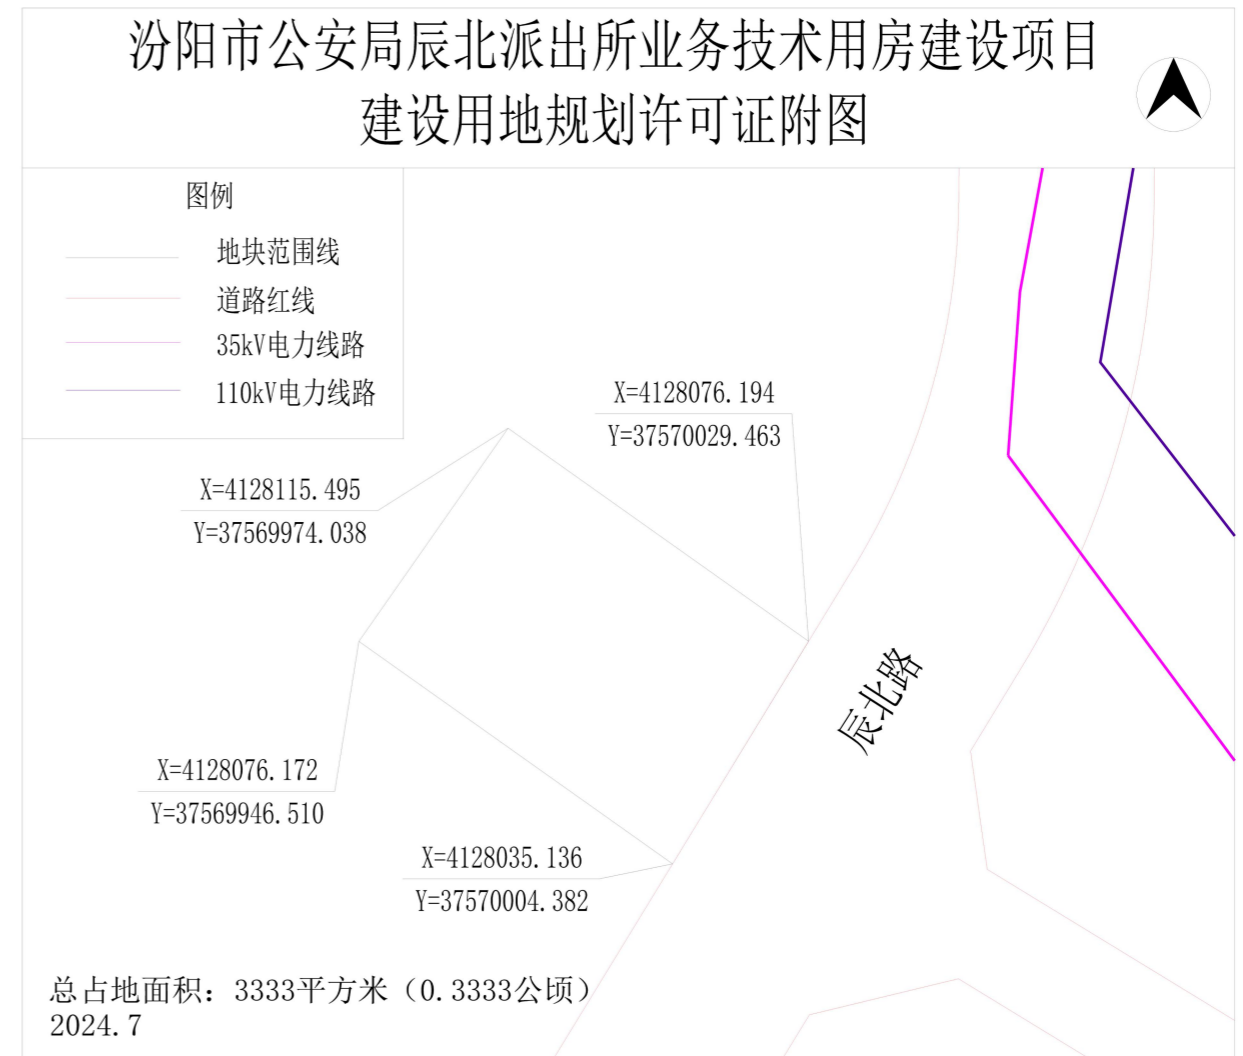 汾阳市公安局辰北派出所业务技术用房建设项目
建设用地规划许可证附图
图例
地块范围线
道路红线
35kV电力线路
110kV电力线路
X=4128076.194
Y=37570029.463
X=4128115.495
Y=37569974.038
辰北路
X=4128076.172
Y=37569946.510
X=4128035.136
Y=37570004.382
总占地面积：3333平方米（0.3333公顷）
2024.7